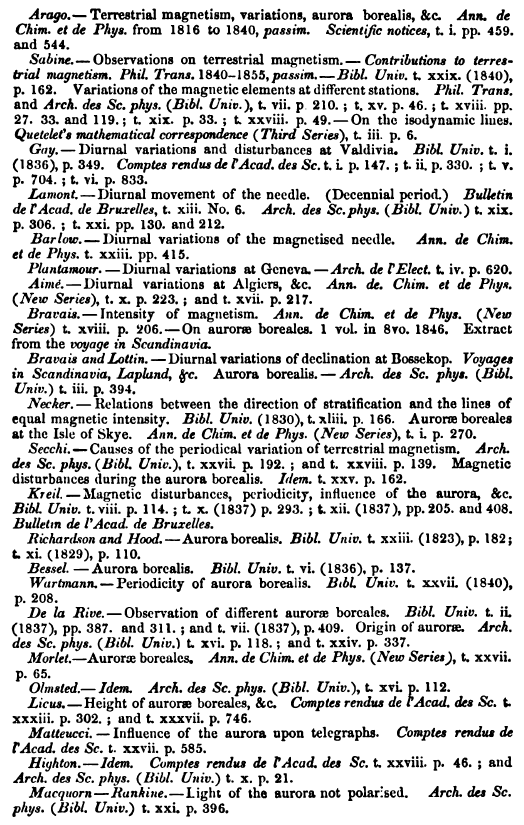 Arago.— Terrestrial magnetism, variations, aurora borealis, &c. Ann. de
Chim. et de Phys. from 1816 to 1840, passim. Scientific notices, t. i. pp. 459.
and 544.
Sabine.— Observations on terrestrial magnetism.— Contributions to terres-
trial magnetism. Phil. Trans. 1840-1855, passim.—Bibl. Univ. t. xxix. (1840),
p. 162. Variations of the magnetic elements at different stations. Phil. Trans.
and Arch. des Sc. phys. (Bibl. Univ.), t. vii. p 210. ; t. xv. p. 46. ; t. xviii. pp.
27. 33. and 119.; t. xix. p. 33. ; t. xxviii. p. 49.—On the isodynamic lines.
Quetelet's mathematical correspondence (Third Series), t. iii. p. 6.
Gay.— Diurnal variations and disturbances at Valdivia. Bibl. Univ. t. i.
(1836), p. 349. Comptes rendus de l'Acad. des Sc. t. i. p. 147. ; t. ii. p. 330. ; t. v.
p. 704. ; t. vi. p. 833.
Lamont.— Diurnal movement of the needle. (Decennial period.) Bulletin
de l'Acad. de Bruxelles, t. xiii. No. 6. Arch. des Sc. phys. (Bibl. Univ.) t. xix.
p. 306. ; t. xxi. pp. 130. and 212.
Barlow.— Diurnal variations of the magnetised needle. Ann. de Chim.
et de Phys. t. xxiii. pp. 415.
Plantamour. — Diurnal variations at Geneva.—Arch. de l'Elect. t. iv. p. 620.
Aimé.— Diurnal variations at Algiers, &c. Ann. de. Chim. et de Phys.
(New Series), t. x. p. 223. ; and t. xvii. p. 217.
Bravais.— Intensity of magnetism. Ann. de Chim. et de Phys. (New
Series) t. xviii. p. 206.—On auroræ boreales. 1 vol. in 8vo. 1846. Extract
from the voyage in Scandinavia.
Bravais and Lottin. — Diurnal variations of declination at Bossekop. Voyages
in Scandinavia, Lapland, &c. Aurora borealis. — Arch. des Sc. phys. (Bibl.
Univ.) t. iii. p. 394.
Necker.— Relations between the direction of stratification and the lines of
equal magnetic intensity. Bibl. Univ. (1830), t. xliii. p. 166. Auroræ boreales
at the Isle of Skye. Ann. de Chim. et de Phys. (New Series), t. i. p. 270.
Secchi.— Causes of the periodical variation of terrestrial magnetism. Arch.
des Sc. phys. (Bibl. Univ.), t. xxvii. p. 192. ; and t. xxviii. p. 139. Magnetic
disturbances during the aurora borealis. Idem. t. xxv. p. 162.
Kreil. — Magnetic disturbances, periodicity, influence of the aurora, &c.
Bibl. Univ. t. viii. p. 114. ; t. x. (1837) p. 293. ; t. xii. (1837), pp. 205. and 408.
Bulletin de l'Acad. de Bruxelles.
Richardson and Hood.— Aurora borealis. Bibl. Univ. t. xxiii. (1823), p. 182;
t. xi. (1829), p. 110.
Bessel. — Aurora borealis. Bibl. Univ. t. vi. (1836), p. 137.
Wartmann.— Periodicity of aurora borealis. Bibl. Univ. t. xxvii. (1840),
p. 208.
De la Rive.— Observation of different auroræ boreales. Bibl. Univ. t. ii.
(1837), pp. 387. and 311. ; and t. vii. (1837), p. 409. Origin of auroræ. Arch.
des Sc. phys. (Bibl. Univ.) t. xvi. p. 118. ; and t. xxiv. p. 337.
Morlet.—Auroræ boreales. Ann. de Chim. et de Phys. (New Series), t. xxvii.
p. 65.
Olmsted.— Idem. Arch. des Sc. phys. (Bibl. Univ.), t. xvi. p. 112.
Licus.— Height of auroræ boreales, &c. Comptes rendus de l'Acad. des Sc. t.
xxxiii. p. 302. ; and t. xxxvii. p. 746.
Matteucci. — Influence of the aurora upon telegraphs. Comptes rendus de
l'Acad. des Sc. t. xxvii. p. 585.
Highton.— Idem. Comptes rendus de l'Acad. des Sc. t. xxviii. p. 46. ; and
Arch. des Sc. phys. (Bibl. Univ.) t. x. p. 21.
Macquorn — Rankine.— Light of the aurora not polarised. Arch. des Sc.
phys. (Bibl. Univ.) t. xxi. p. 396.